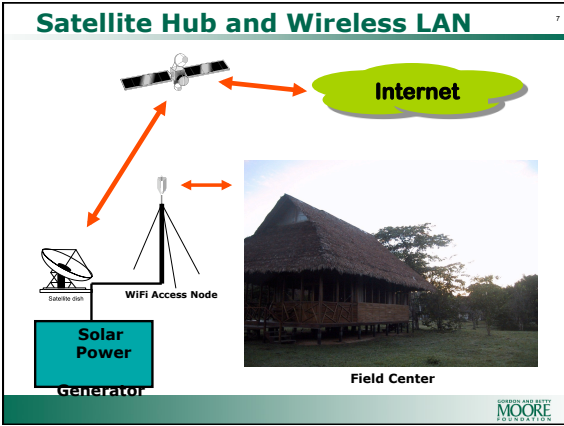 Satellite Hub and Wireless LAN
7
Internet
Satellite dish
WiFi Access Node
Solar
Power
Generator
Field Center
GORDON AND BETTY
MOORE
FOUNDATION